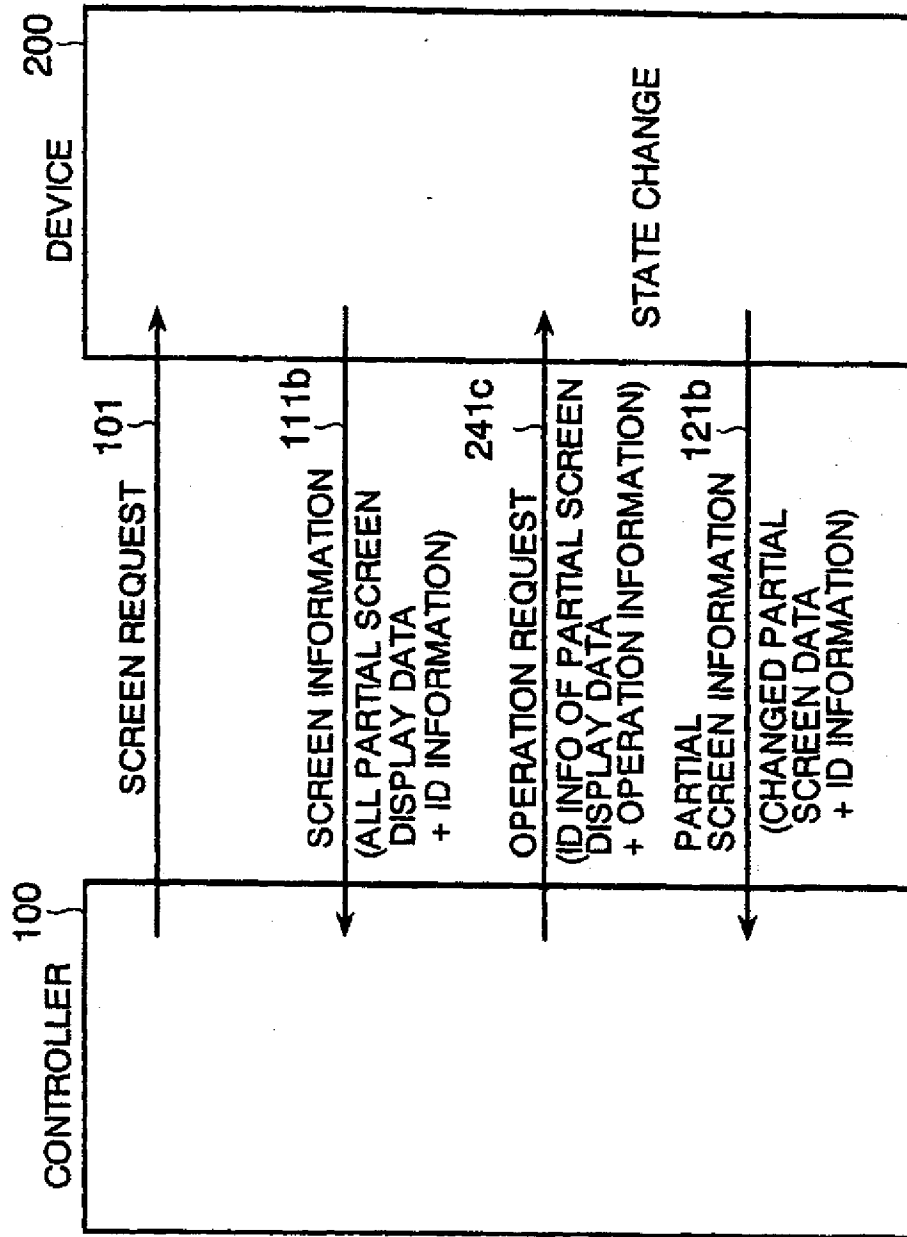 CONTROLLER
100
DEVICE
200
SCREEN REQUEST
101
SCREEN INFORMATION
111b
(ALL PARTIAL SCREEN
DISPLAY DATA
+ ID INFORMATION)
OPERATION REQUEST
241c
(ID INFO OF PARTIAL SCREEN
DISPLAY DATA
+ OPERATION INFORMATION)
STATE CHANGE
PARTIAL
SCREEN INFORMATION
121b
(CHANGED PARTIAL
SCREEN DATA
+ ID INFORMATION)